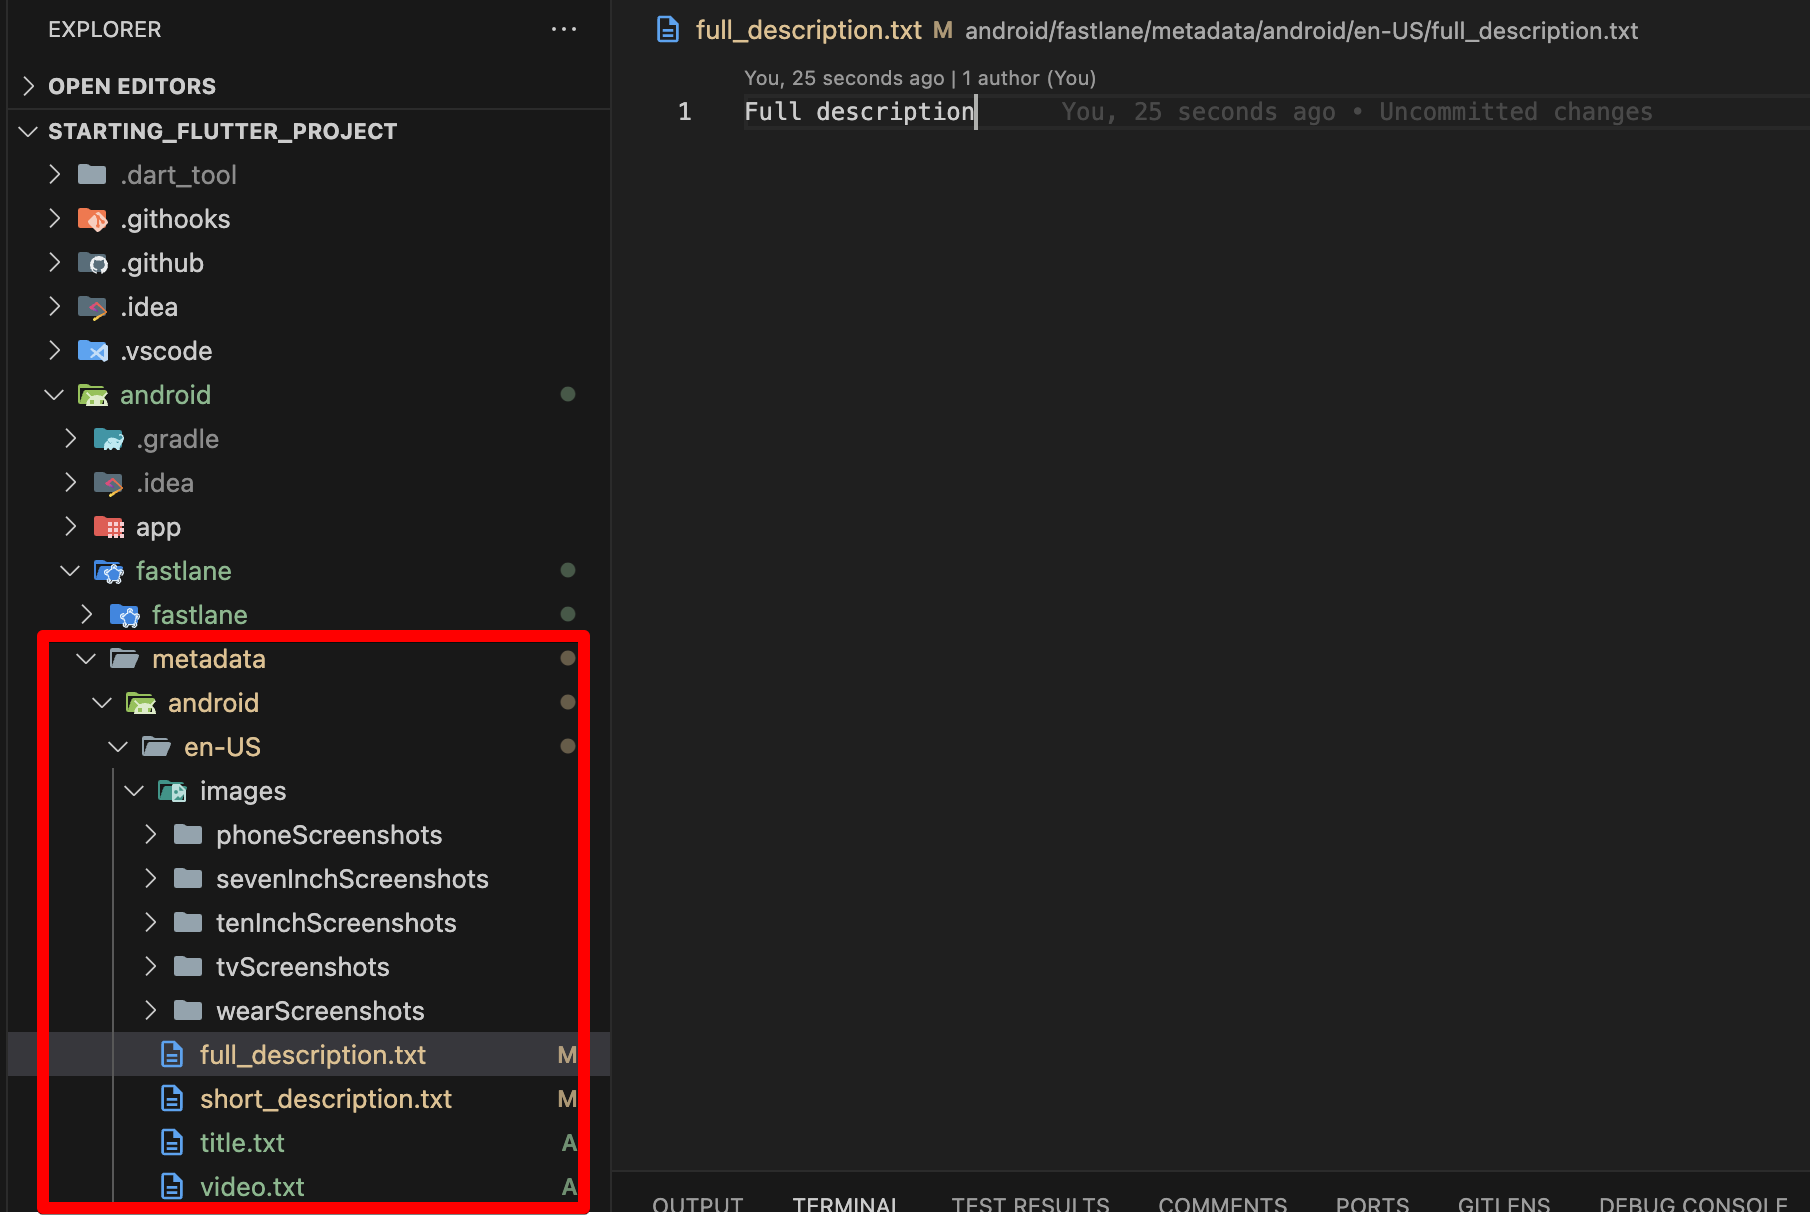 EXPLORER
OPEN EDITORS
STARTING_FLUTTER_PROJECT
.dart_tool
.githooks
.github
.idea
.vscode
android
.gradle
.idea
app
fastlane
fastlane
metadata
android
en-US
images
phoneScreenshots
sevenInchScreenshots
tenInchScreenshots
tvScreenshots
wearScreenshots
full_description.txt M
short_description.txt M
title.txt A
video.txt A
full_description.txt M android/fastlane/metadata/android/en-US/full_description.txt
You, 25 seconds ago | 1 author (You)
1 Full description You, 25 seconds ago • Uncommitted changes
OUTPUT TERMINAL TEST RESULTS COMMENTS PORTS GITLENS DEBUG CONSOLE